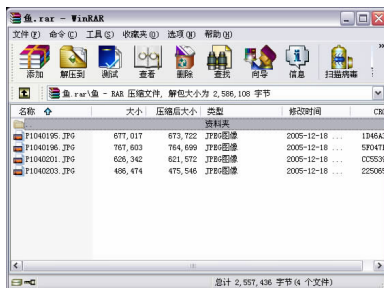 鱼.rar - WinRAR
文件(F) 命令(C) 工具(S) 收藏夹(O) 选项(N) 帮助(H)
添加 解压到 测试 查看 删除 查找 向导 信息 扫描病毒
鱼.rar\鱼 - RAR 压缩文件, 解包大小为 2,586,108 字节
名称 大小 压缩后大小 类型 修改时间 CRC
.. 资料夹
P1040195.JPG 677,017 673,722 JPEG图像 2005-12-18 ... 1D46A
P1040196.JPG 767,603 764,699 JPEG图像 2005-12-18 ... 5F047
P1040201.JPG 626,342 621,572 JPEG图像 2005-12-18 ... CC553
P1040203.JPG 486,474 475,546 JPEG图像 2005-12-18 ... 22506
总计 2,557,436 字节(4 个文件)